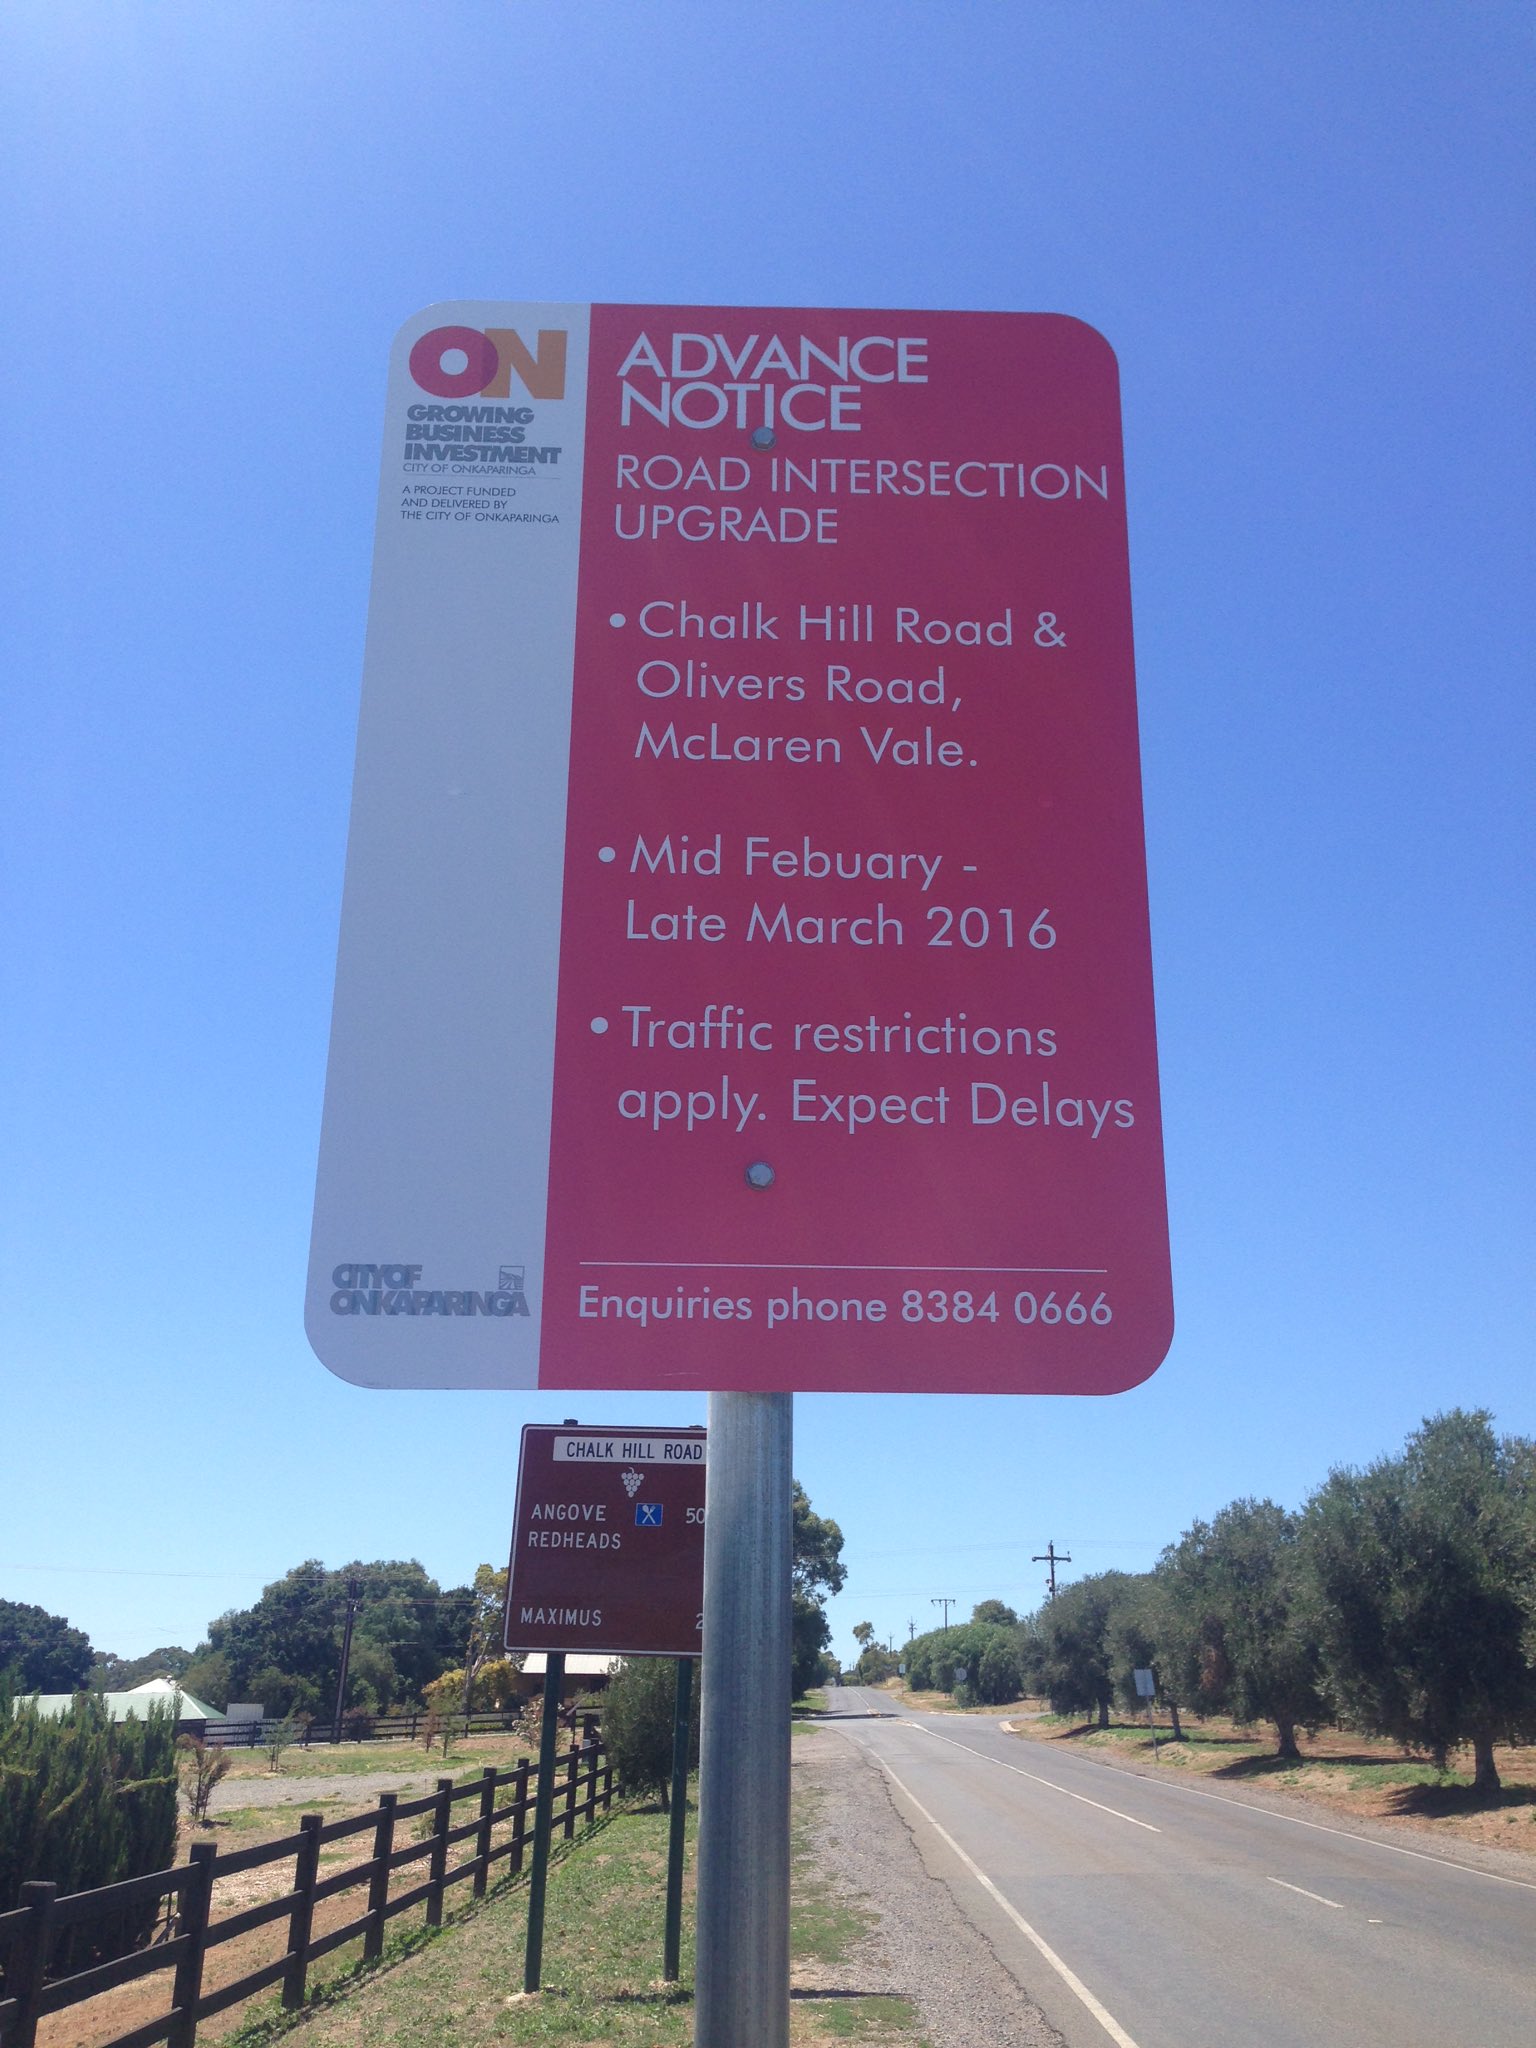 ON
GROWING
BUSINESS
INVESTMENT
CITY OF ONKAPARINGA
A PROJECT FUNDED
AND DELIVERED BY
THE CITY OF ONKAPARINGA
ADVANCE
NOTICE
ROAD INTERSECTION
UPGRADE
• Chalk Hill Road &
Olivers Road,
McLaren Vale.
• Mid Febuary -
Late March 2016
• Traffic restrictions
apply. Expect Delays
CITY OF
ONKAPARINGA
Enquiries phone 8384 0666
CHALK HILL ROAD
ANGOVE 50
REDHEADS
MAXIMUS 2